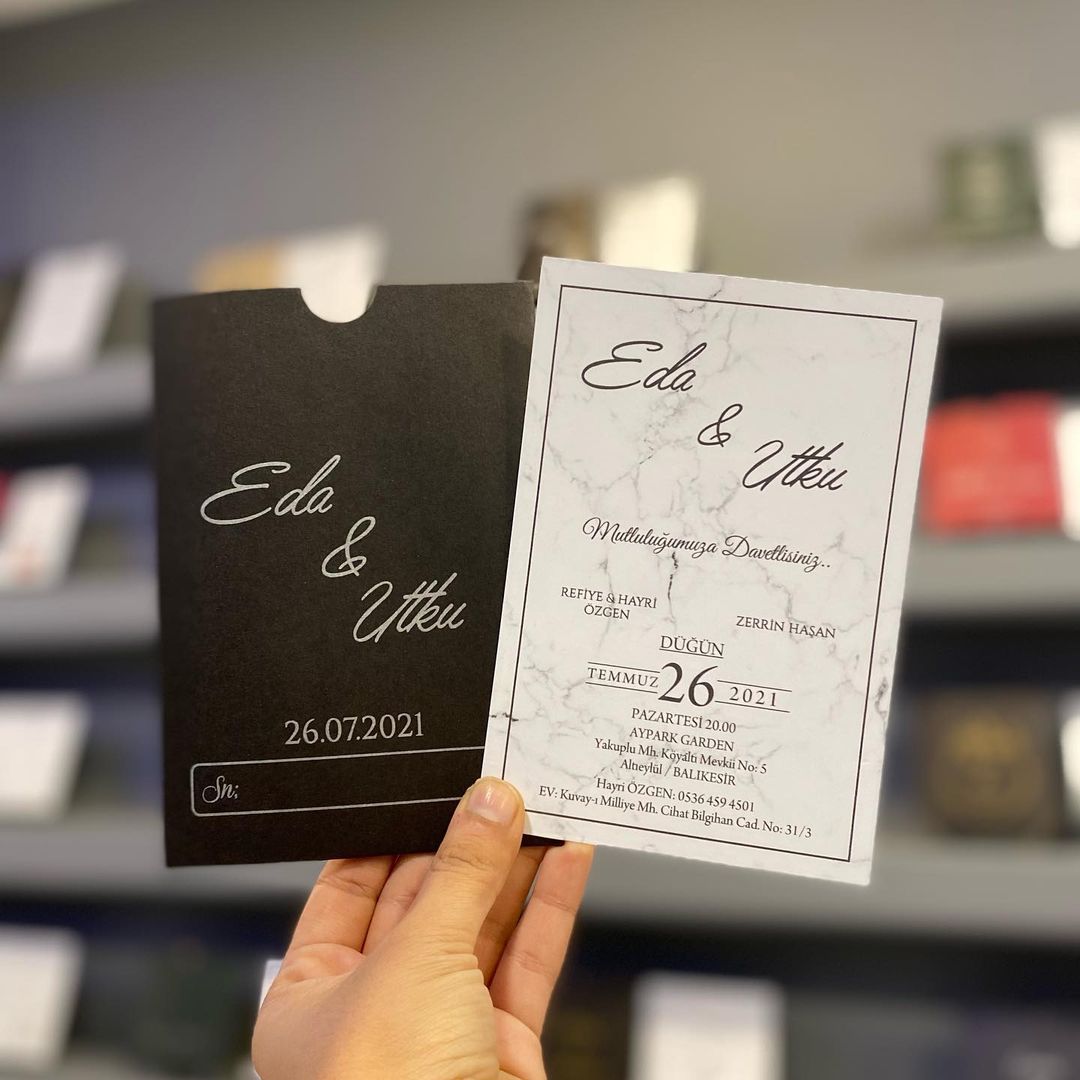 Eda
&
Utku
26.07.2021
Sn;
Eda
&
Utku
Mutluluğumuza Davetlisiniz..
REFİYE & HAYRİ
ÖZGEN
ZERRİN HAŞAN
DÜĞÜN
TEMMUZ 26 2021
PAZARTESİ 20.00
AYPARK GARDEN
Yakuplu Mh. Köyaltı Mevkii No: 5
Altıeylül / BALIKESİR
Hayri ÖZGEN: 0536 459 4501
EV: Kuvay-ı Milliye Mh. Cihat Bilgihan Cad. No: 31/3